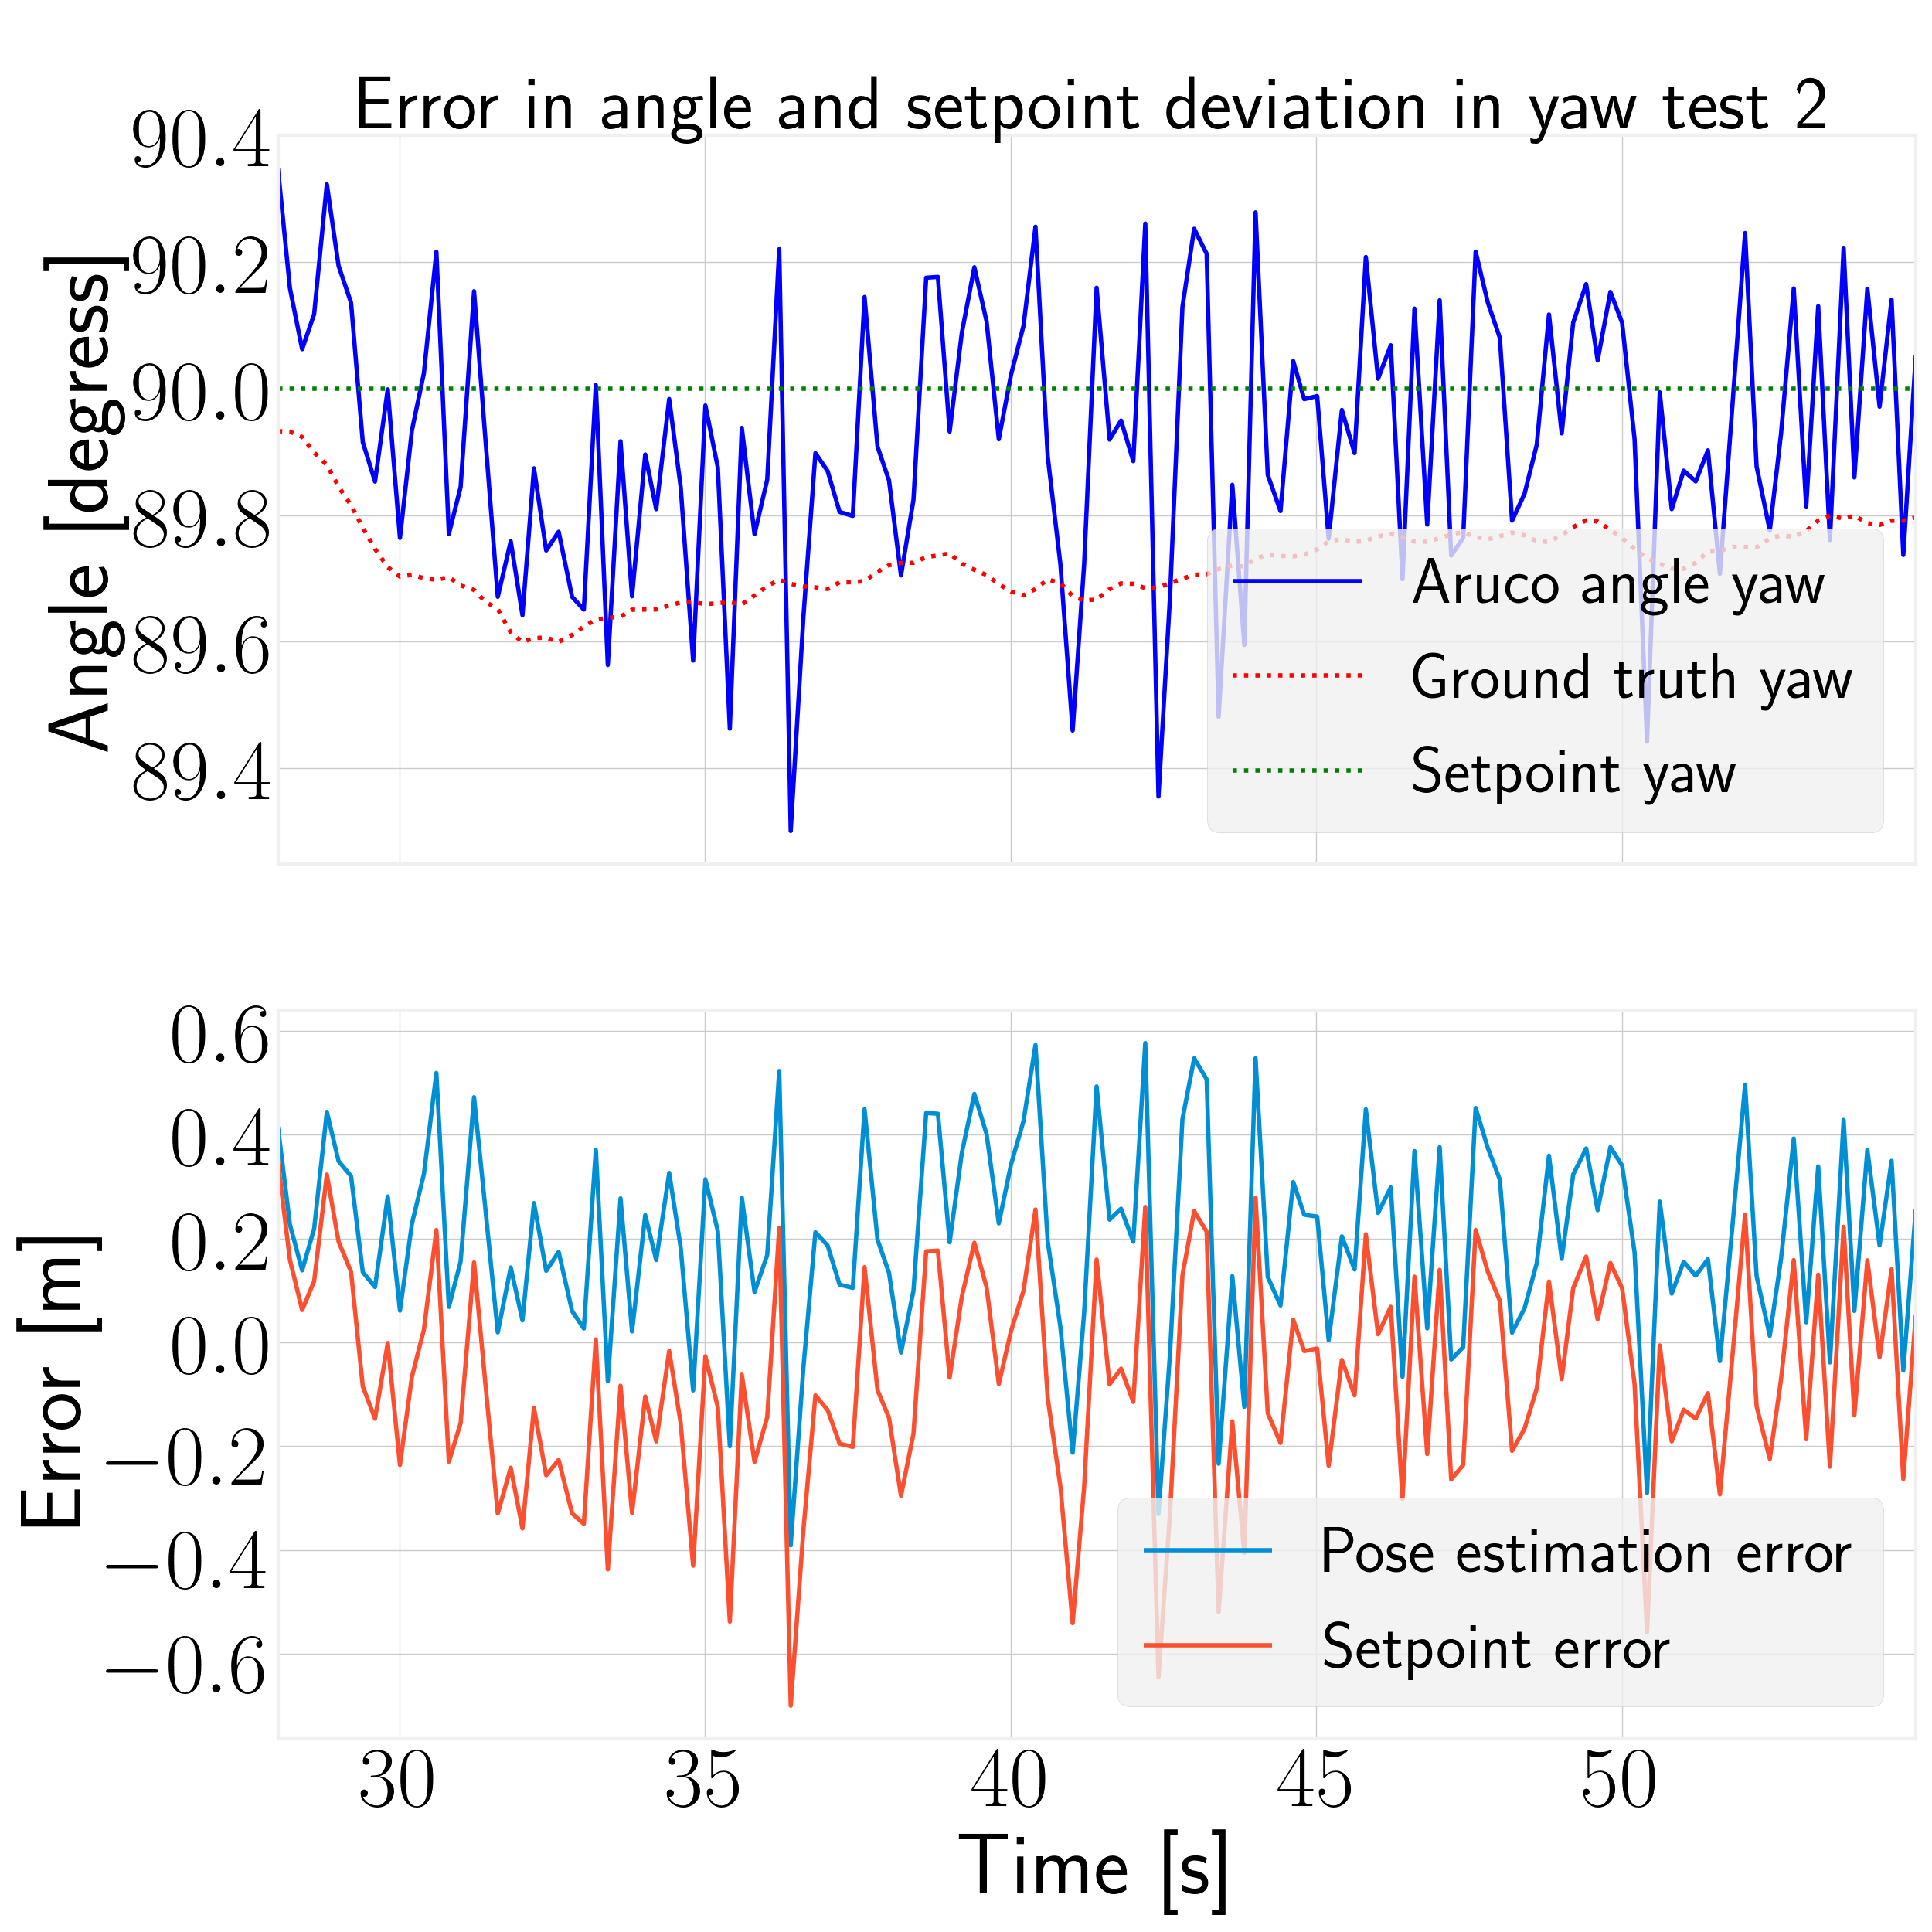 Error in angle and setpoint deviation in yaw test 2
Angle [degress]
90.4
90.2
90.0
89.8
89.6
89.4
Aruco angle yaw
Ground truth yaw
Setpoint yaw
Error [m]
0.6
0.4
0.2
0.0
−0.2
−0.4
−0.6
Pose estimation error
Setpoint error
30 35 40 45 50
Time [s]